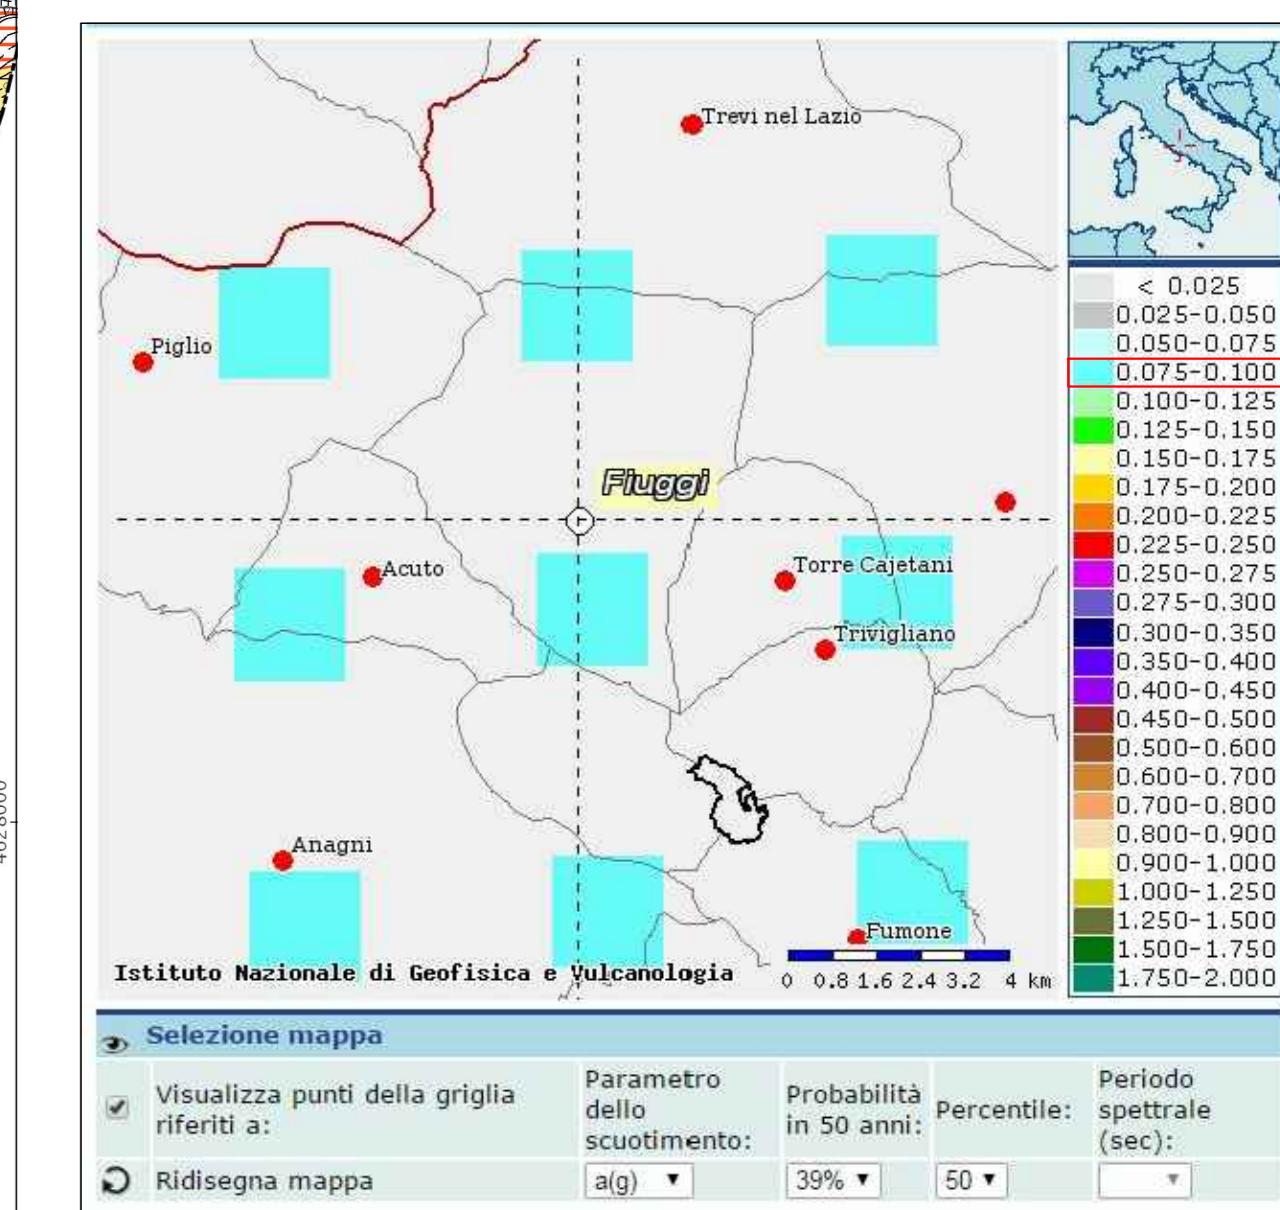 Trevi nel Lazio
Piglio
Fiuggi
Acuto
Torre Cajetani
Trivigliano
Anagni
Fumone
Istituto Nazionale di Geofisica e Vulcanologia
0 0.8 1.6 2.4 3.2 4 km
< 0.025
0.025-0.050
0.050-0.075
0.075-0.100
0.100-0.125
0.125-0.150
0.150-0.175
0.175-0.200
0.200-0.225
0.225-0.250
0.250-0.275
0.275-0.300
0.300-0.350
0.350-0.400
0.400-0.450
0.450-0.500
0.500-0.600
0.600-0.700
0.700-0.800
0.800-0.900
0.900-1.000
1.000-1.250
1.250-1.500
1.500-1.750
1.750-2.000
Selezione mappa
Visualizza punti della griglia
riferiti a:
Parametro
dello
scuotimento:
Probabilità
in 50 anni:
Percentile:
Periodo
spettrale
(sec):
Ridisegna mappa
a(g)
39%
50